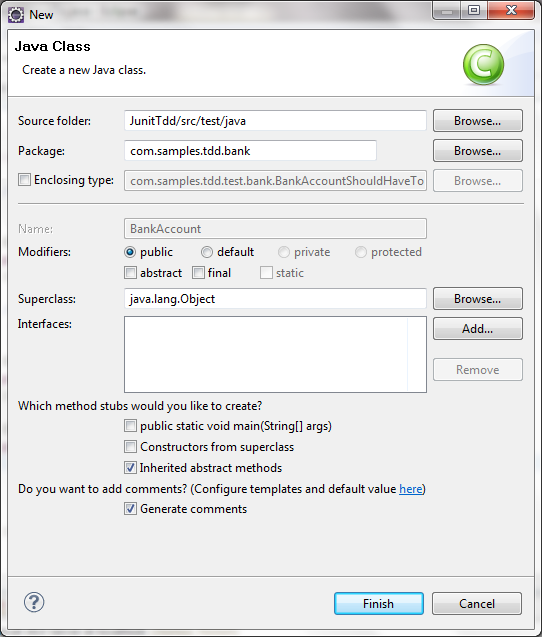 New
Java Class
Create a new Java class.
C
Source folder: JunitTdd/src/test/java Browse...
Package: com.samples.tdd.bank Browse...
Enclosing type: com.samples.tdd.test.bank.BankAccountShouldHaveTo Browse...
Name: BankAccount
Modifiers: public default private protected
abstract final static
Superclass: java.lang.Object Browse...
Interfaces: Add...
Remove
Which method stubs would you like to create?
public static void main(String[] args)
Constructors from superclass
Inherited abstract methods
Do you want to add comments? (Configure templates and default value here)
Generate comments
? Finish Cancel